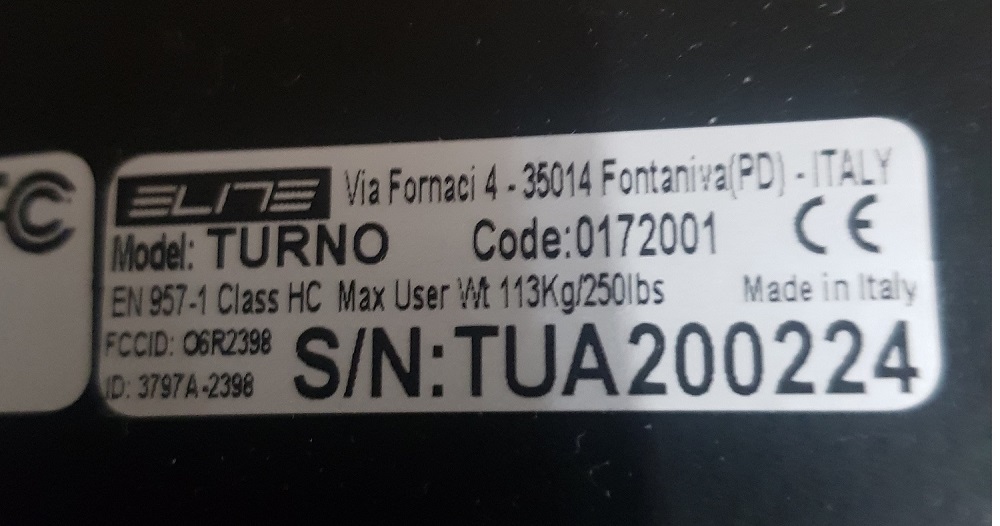 ELITE Via Fornaci 4 - 35014 Fontaniva(PD) - ITALY
Model: TURNO Code:0172001 CE
EN 957-1 Class HC Max User Wt 113Kg/250lbs Made in Italy
FCCID: O6R2398
ID: 3797A-2398
S/N:TUA200224
FC